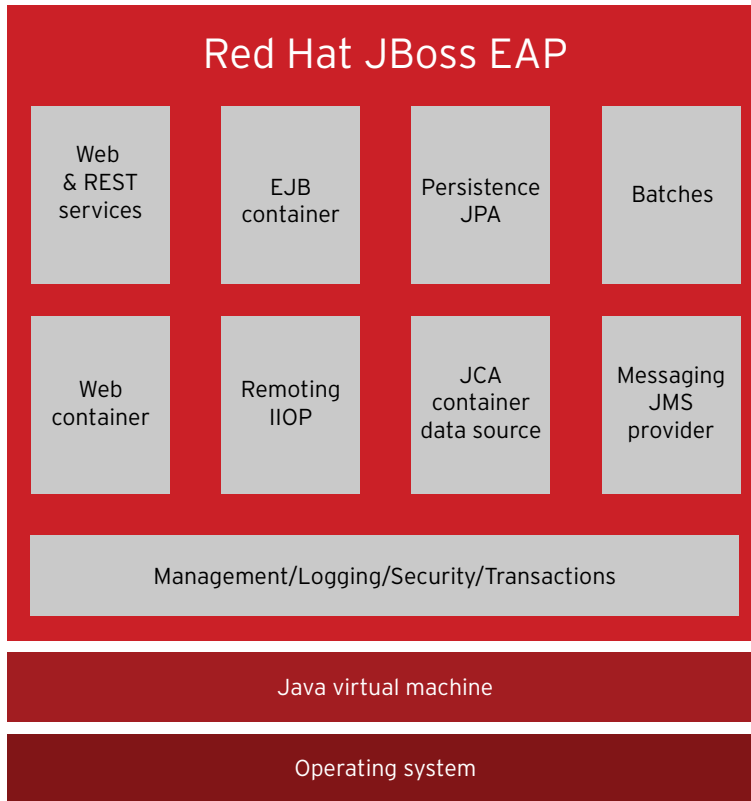 Red Hat JBoss EAP
Web
& REST
services
EJB
container
Persistence
JPA
Batches
Web
container
Remoting
IIOP
JCA
container
data source
Messaging
JMS
provider
Management/Logging/Security/Transactions
Java virtual machine
Operating system